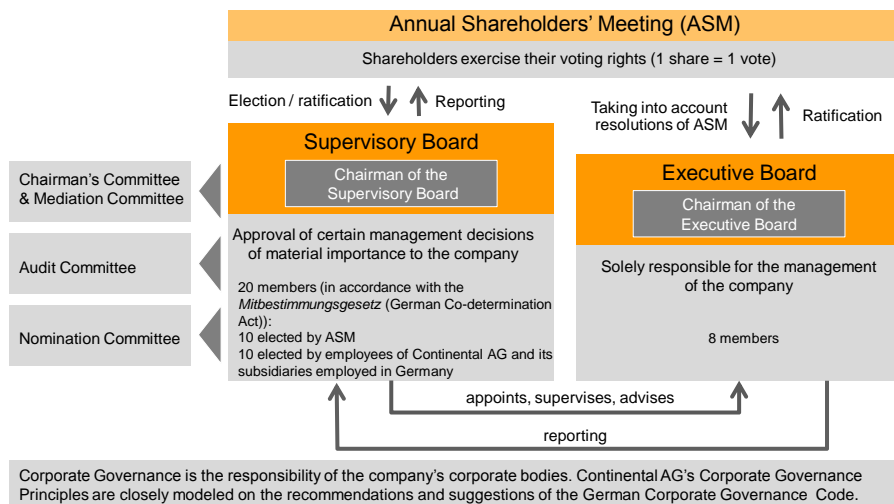 Annual Shareholders' Meeting (ASM)
Shareholders exercise their voting rights (1 share = 1 vote)
Election / ratification
Reporting
Taking into account
resolutions of ASM
Ratification
Supervisory Board
Chairman of the
Supervisory Board
Executive Board
Chairman of the
Executive Board
Chairman's Committee
& Mediation Committee
Audit Committee
Nomination Committee
Approval of certain management decisions
of material importance to the company
20 members (in accordance with the
Mitbestimmungsgesetz (German Co-determination
Act)):
10 elected by ASM
10 elected by employees of Continental AG and its
subsidiaries employed in Germany
Solely responsible for the management
of the company
8 members
appoints, supervises, advises
reporting
Corporate Governance is the responsibility of the company's corporate bodies. Continental AG's Corporate Governance
Principles are closely modeled on the recommendations and suggestions of the German Corporate Governance Code.